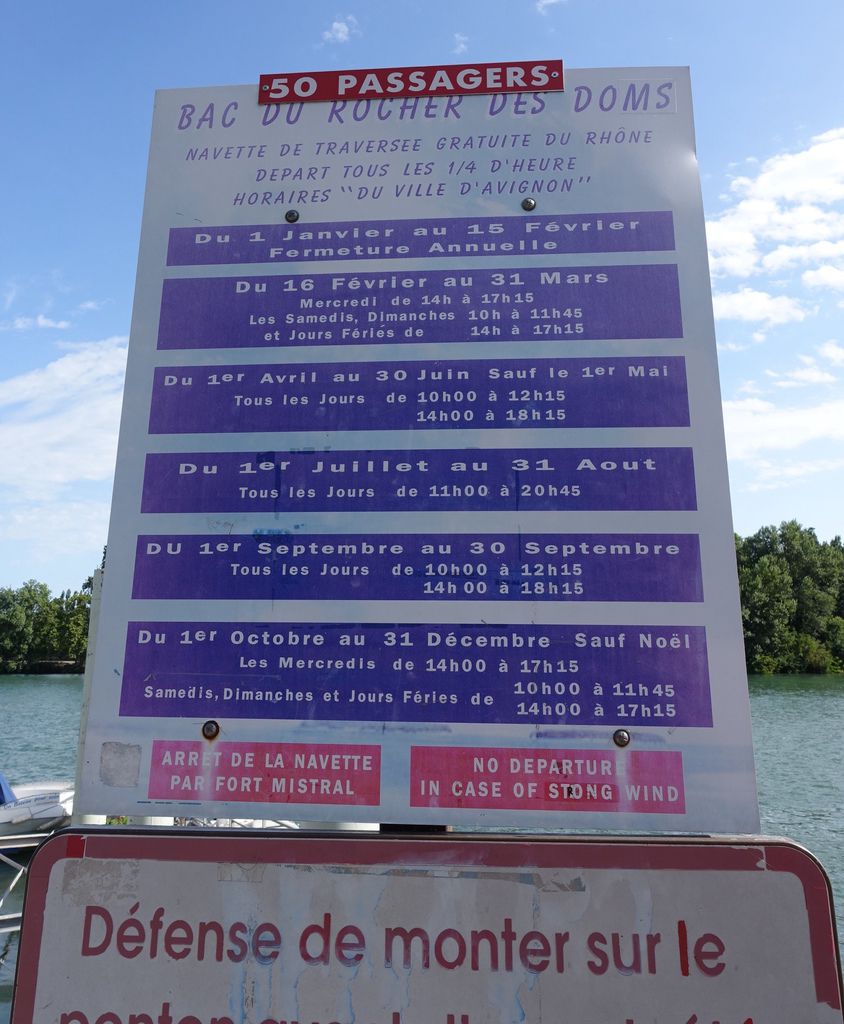 50 PASSAGERS
BAC DU ROCHER DES DOMS
NAVETTE DE TRAVERSEE GRATUITE DU RHÔNE
DEPART TOUS LES 1/4 D'HEURE
HORAIRES "DU VILLE D'AVIGNON"
Du 1 Janvier au 15 Février
Fermeture Annuelle
Du 16 Février au 31 Mars
Mercredi de 14h à 17h15
Les Samedis, Dimanches 10h à 11h45
et Jours Fériés de 14h à 17h15
Du 1er Avril au 30 Juin Sauf le 1er Mai
Tous les Jours de 10h00 à 12h15
14h00 à 18h15
Du 1er Juillet au 31 Aout
Tous les Jours de 11h00 à 20h45
DU 1er Septembre au 30 Septembre
Tous les Jours de 10h00 à 12h15
14h00 à 18h15
Du 1er Octobre au 31 Décembre Sauf Noël
Les Mercredis de 14h00 à 17h15
Samedis, Dimanches et Jours Féries de 10h00 à 11h45
14h00 à 17h15
ARRET DE LA NAVETTE
PAR FORT MISTRAL
NO DEPARTURE
IN CASE OF STONG WIND
R
Défense de monter sur le
ponton